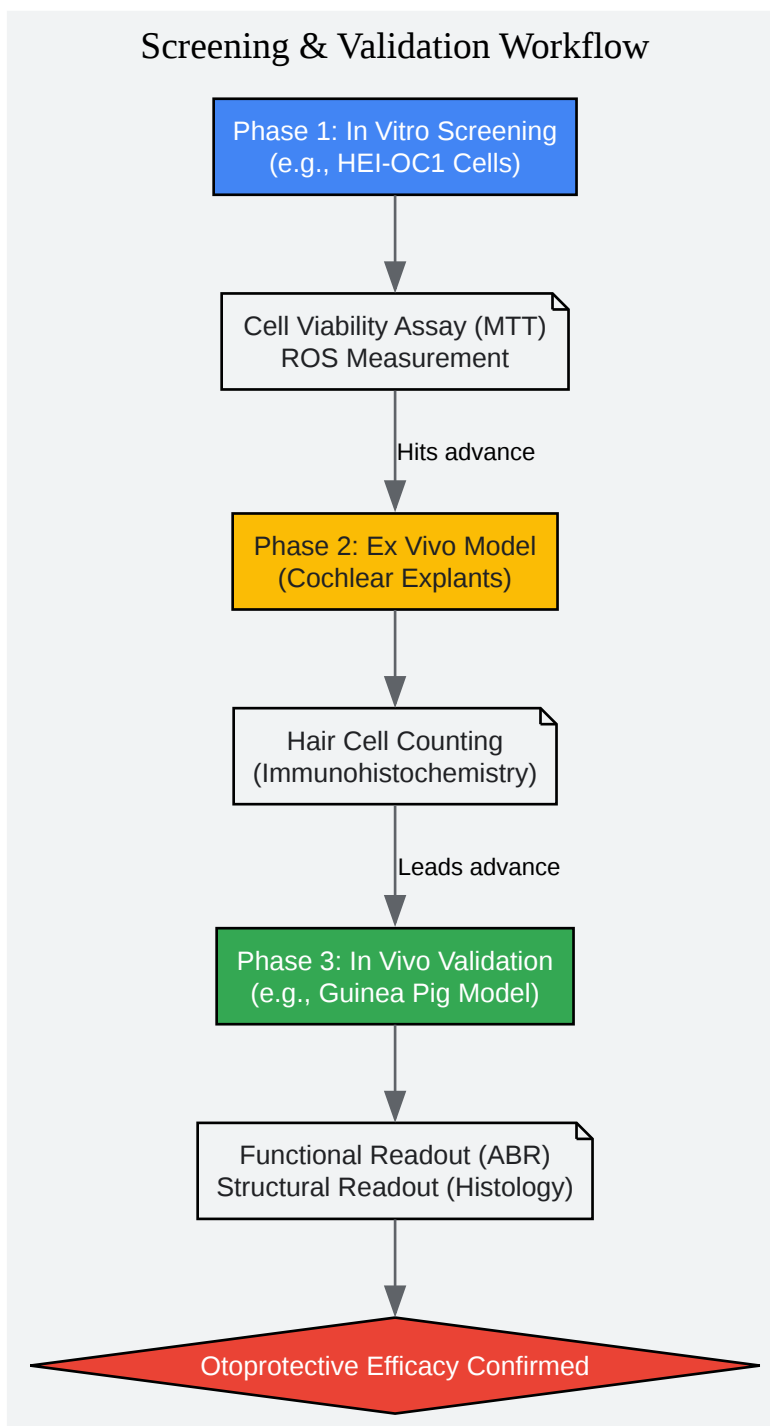 Screening & Validation Workflow
Phase 1: In Vitro Screening
(e.g., HEI-OC1 Cells)
Cell Viability Assay (MTT)
ROS Measurement
Hits advance
Phase 2: Ex Vivo Model
(Cochlear Explants)
Hair Cell Counting
(Immunohistochemistry)
Leads advance
Phase 3: In Vivo Validation
(e.g., Guinea Pig Model)
Functional Readout (ABR)
Structural Readout (Histology)
Otoprotective Efficacy Confirmed